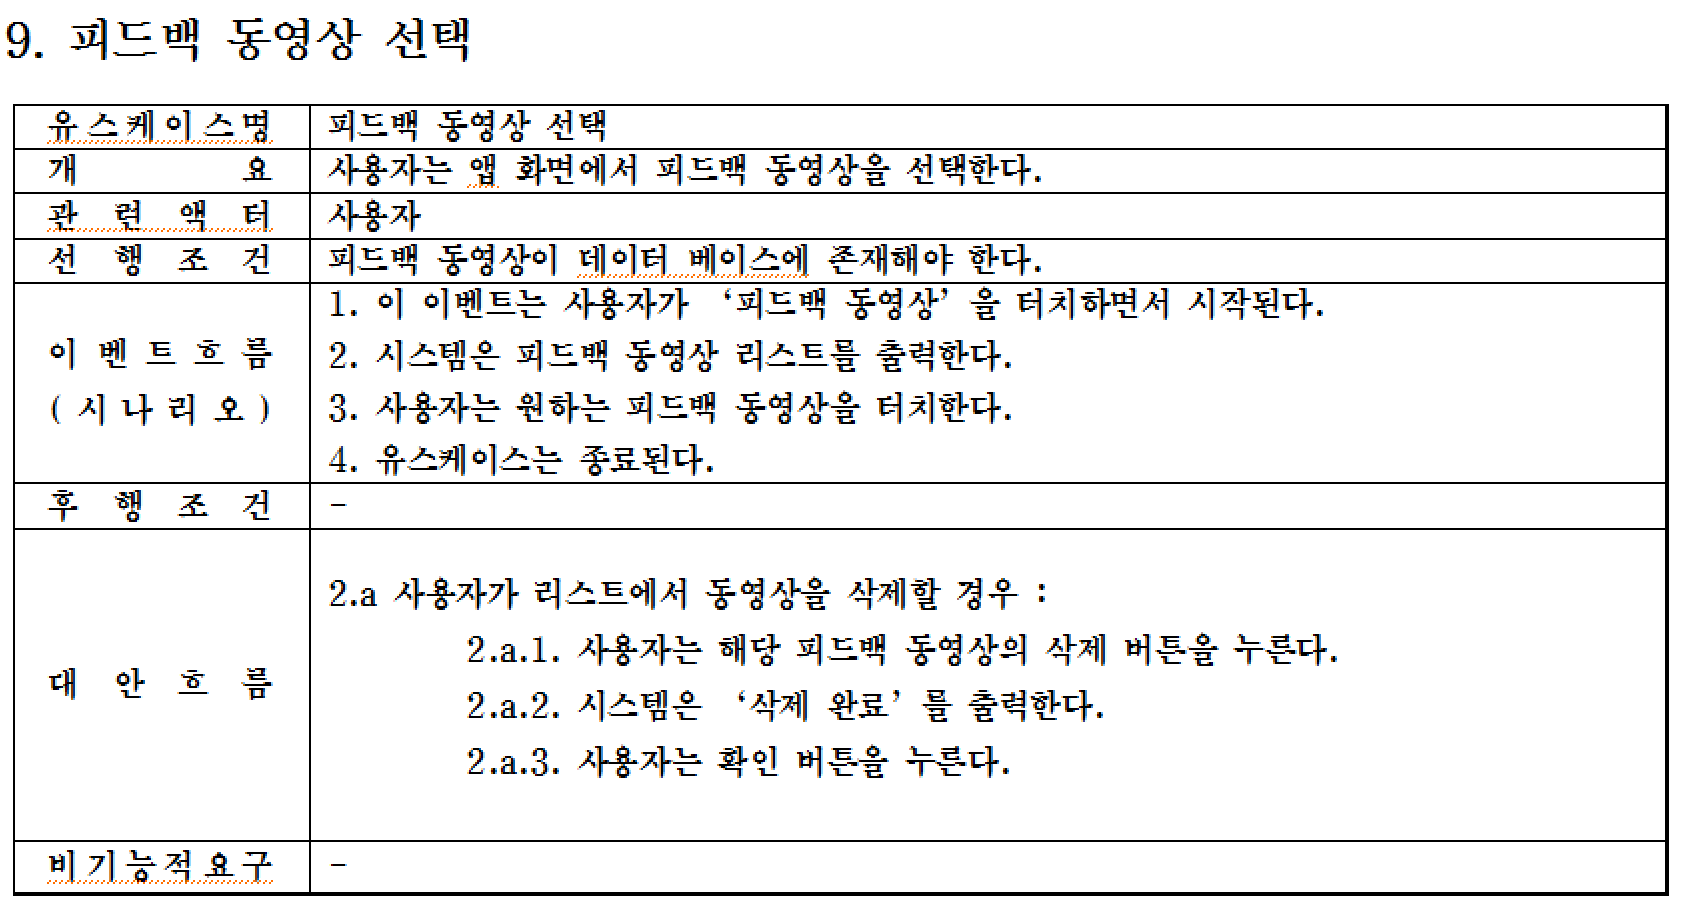 9. 피드백 동영상 선택
유스케이스명 피드백 동영상 선택
개 요 사용자는 앱 화면에서 피드백 동영상을 선택한다.
관 련 액 터 사용자
선 행 조 건 피드백 동영상이 데이터 베이스에 존재해야 한다.
1. 이 이벤트는 사용자가 ‘피드백 동영상’ 을 터치하면서 시작된다.
이 벤 트 흐 름 2. 시스템은 피드백 동영상 리스트를 출력한다.
( 시 나 리 오 ) 3. 사용자는 원하는 피드백 동영상을 터치한다.
4. 유스케이스는 종료된다.
후 행 조 건 -
2.a 사용자가 리스트에서 동영상을 삭제할 경우 :
2.a.1. 사용자는 해당 피드백 동영상의 삭제 버튼을 누른다.
대 안 흐 름
2.a.2. 시스템은 ‘삭제 완료’ 를 출력한다.
2.a.3. 사용자는 확인 버튼을 누른다.
비기능적요구 -